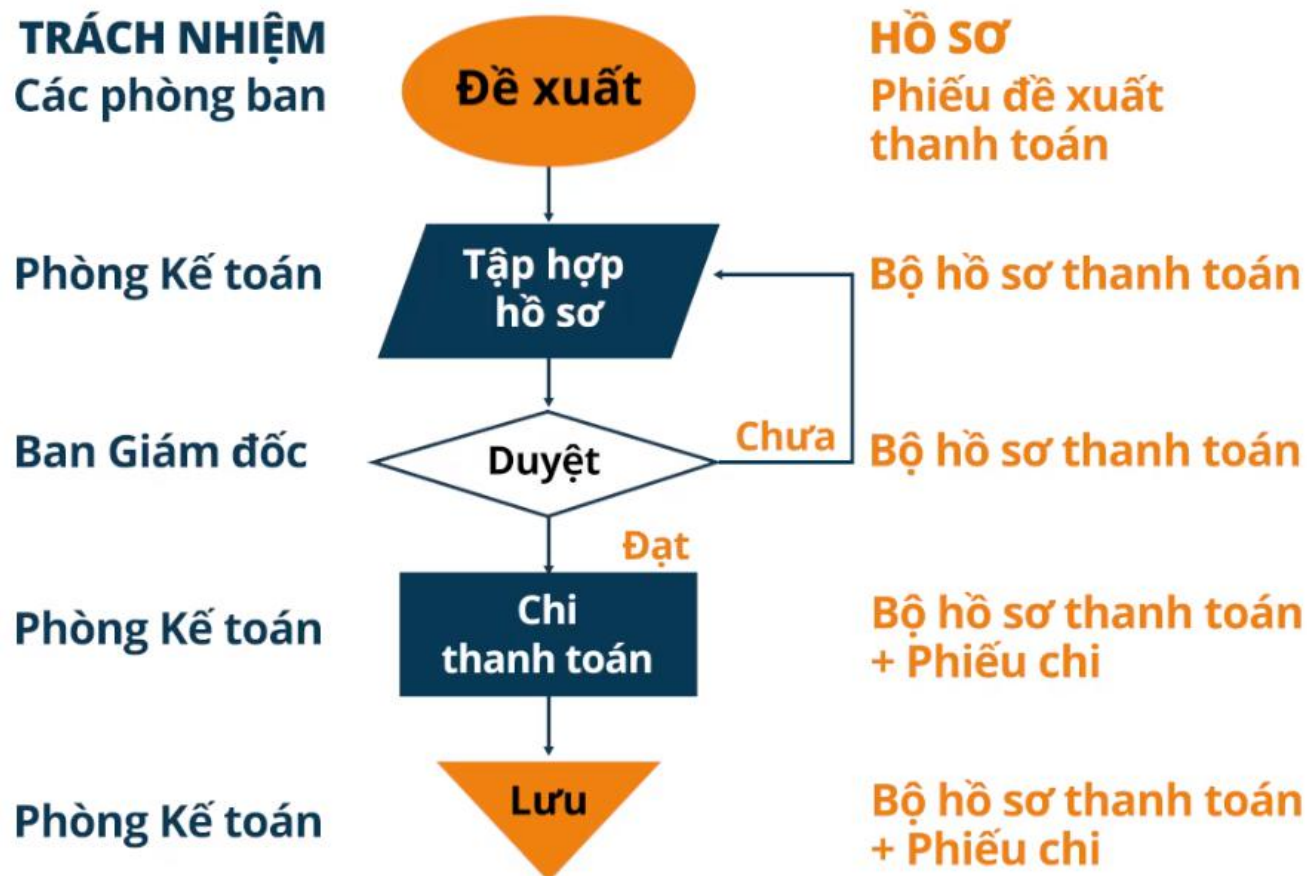 TRÁCH NHIỆM
Các phòng ban
Đề xuất
HỒ SƠ
Phiếu đề xuất
thanh toán
Phòng Kế toán
Tập hợp
hồ sơ
Bộ hồ sơ thanh toán
Ban Giám đốc
Duyệt
Chưa
Bộ hồ sơ thanh toán
Đạt
Phòng Kế toán
Chi
thanh toán
Bộ hồ sơ thanh toán
+ Phiếu chi
Phòng Kế toán
Lưu
Bộ hồ sơ thanh toán
+ Phiếu chi